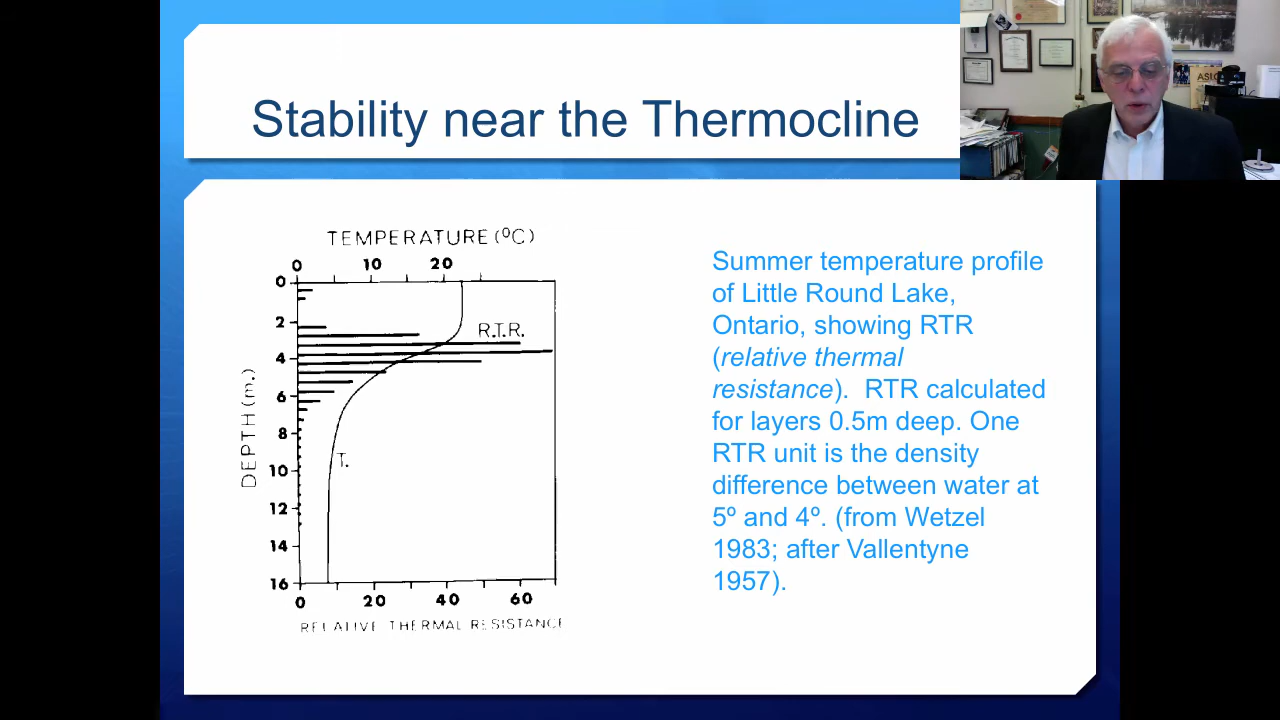 Stability near the Thermocline
ASLO
TEMPERATURE (⁰C)
0 10 20
0
2
4
6
8
10
12
14
16
DEPTH (m.)
R.T.R.
T.
0 20 40 60
RELATIVE THERMAL RESISTANCE
Summer temperature profile
of Little Round Lake,
Ontario, showing RTR
(relative thermal
resistance). RTR calculated
for layers 0.5m deep. One
RTR unit is the density
difference between water at
5º and 4º. (from Wetzel
1983; after Vallentyne
1957).